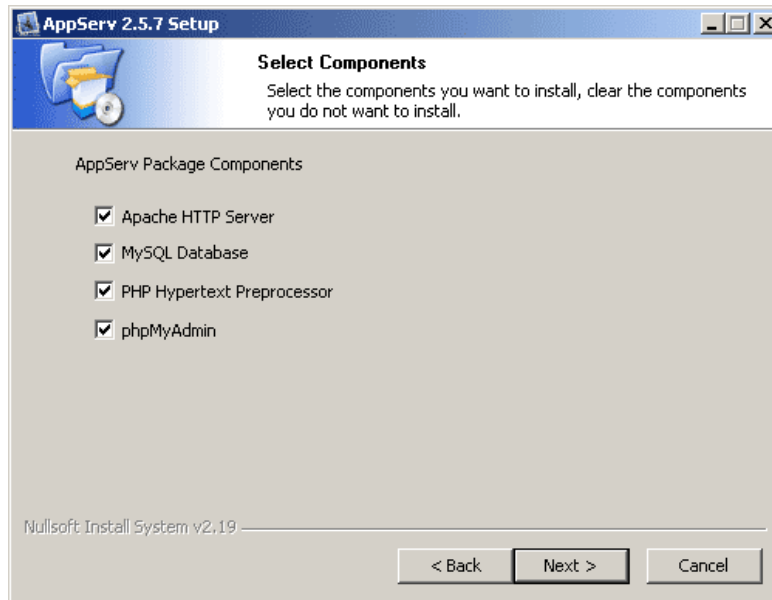 AppServ 2.5.7 Setup
Select Components
Select the components you want to install, clear the components
you do not want to install.
AppServ Package Components
Apache HTTP Server
MySQL Database
PHP Hypertext Preprocessor
phpMyAdmin
Nullsoft Install System v2.19
< Back
Next >
Cancel